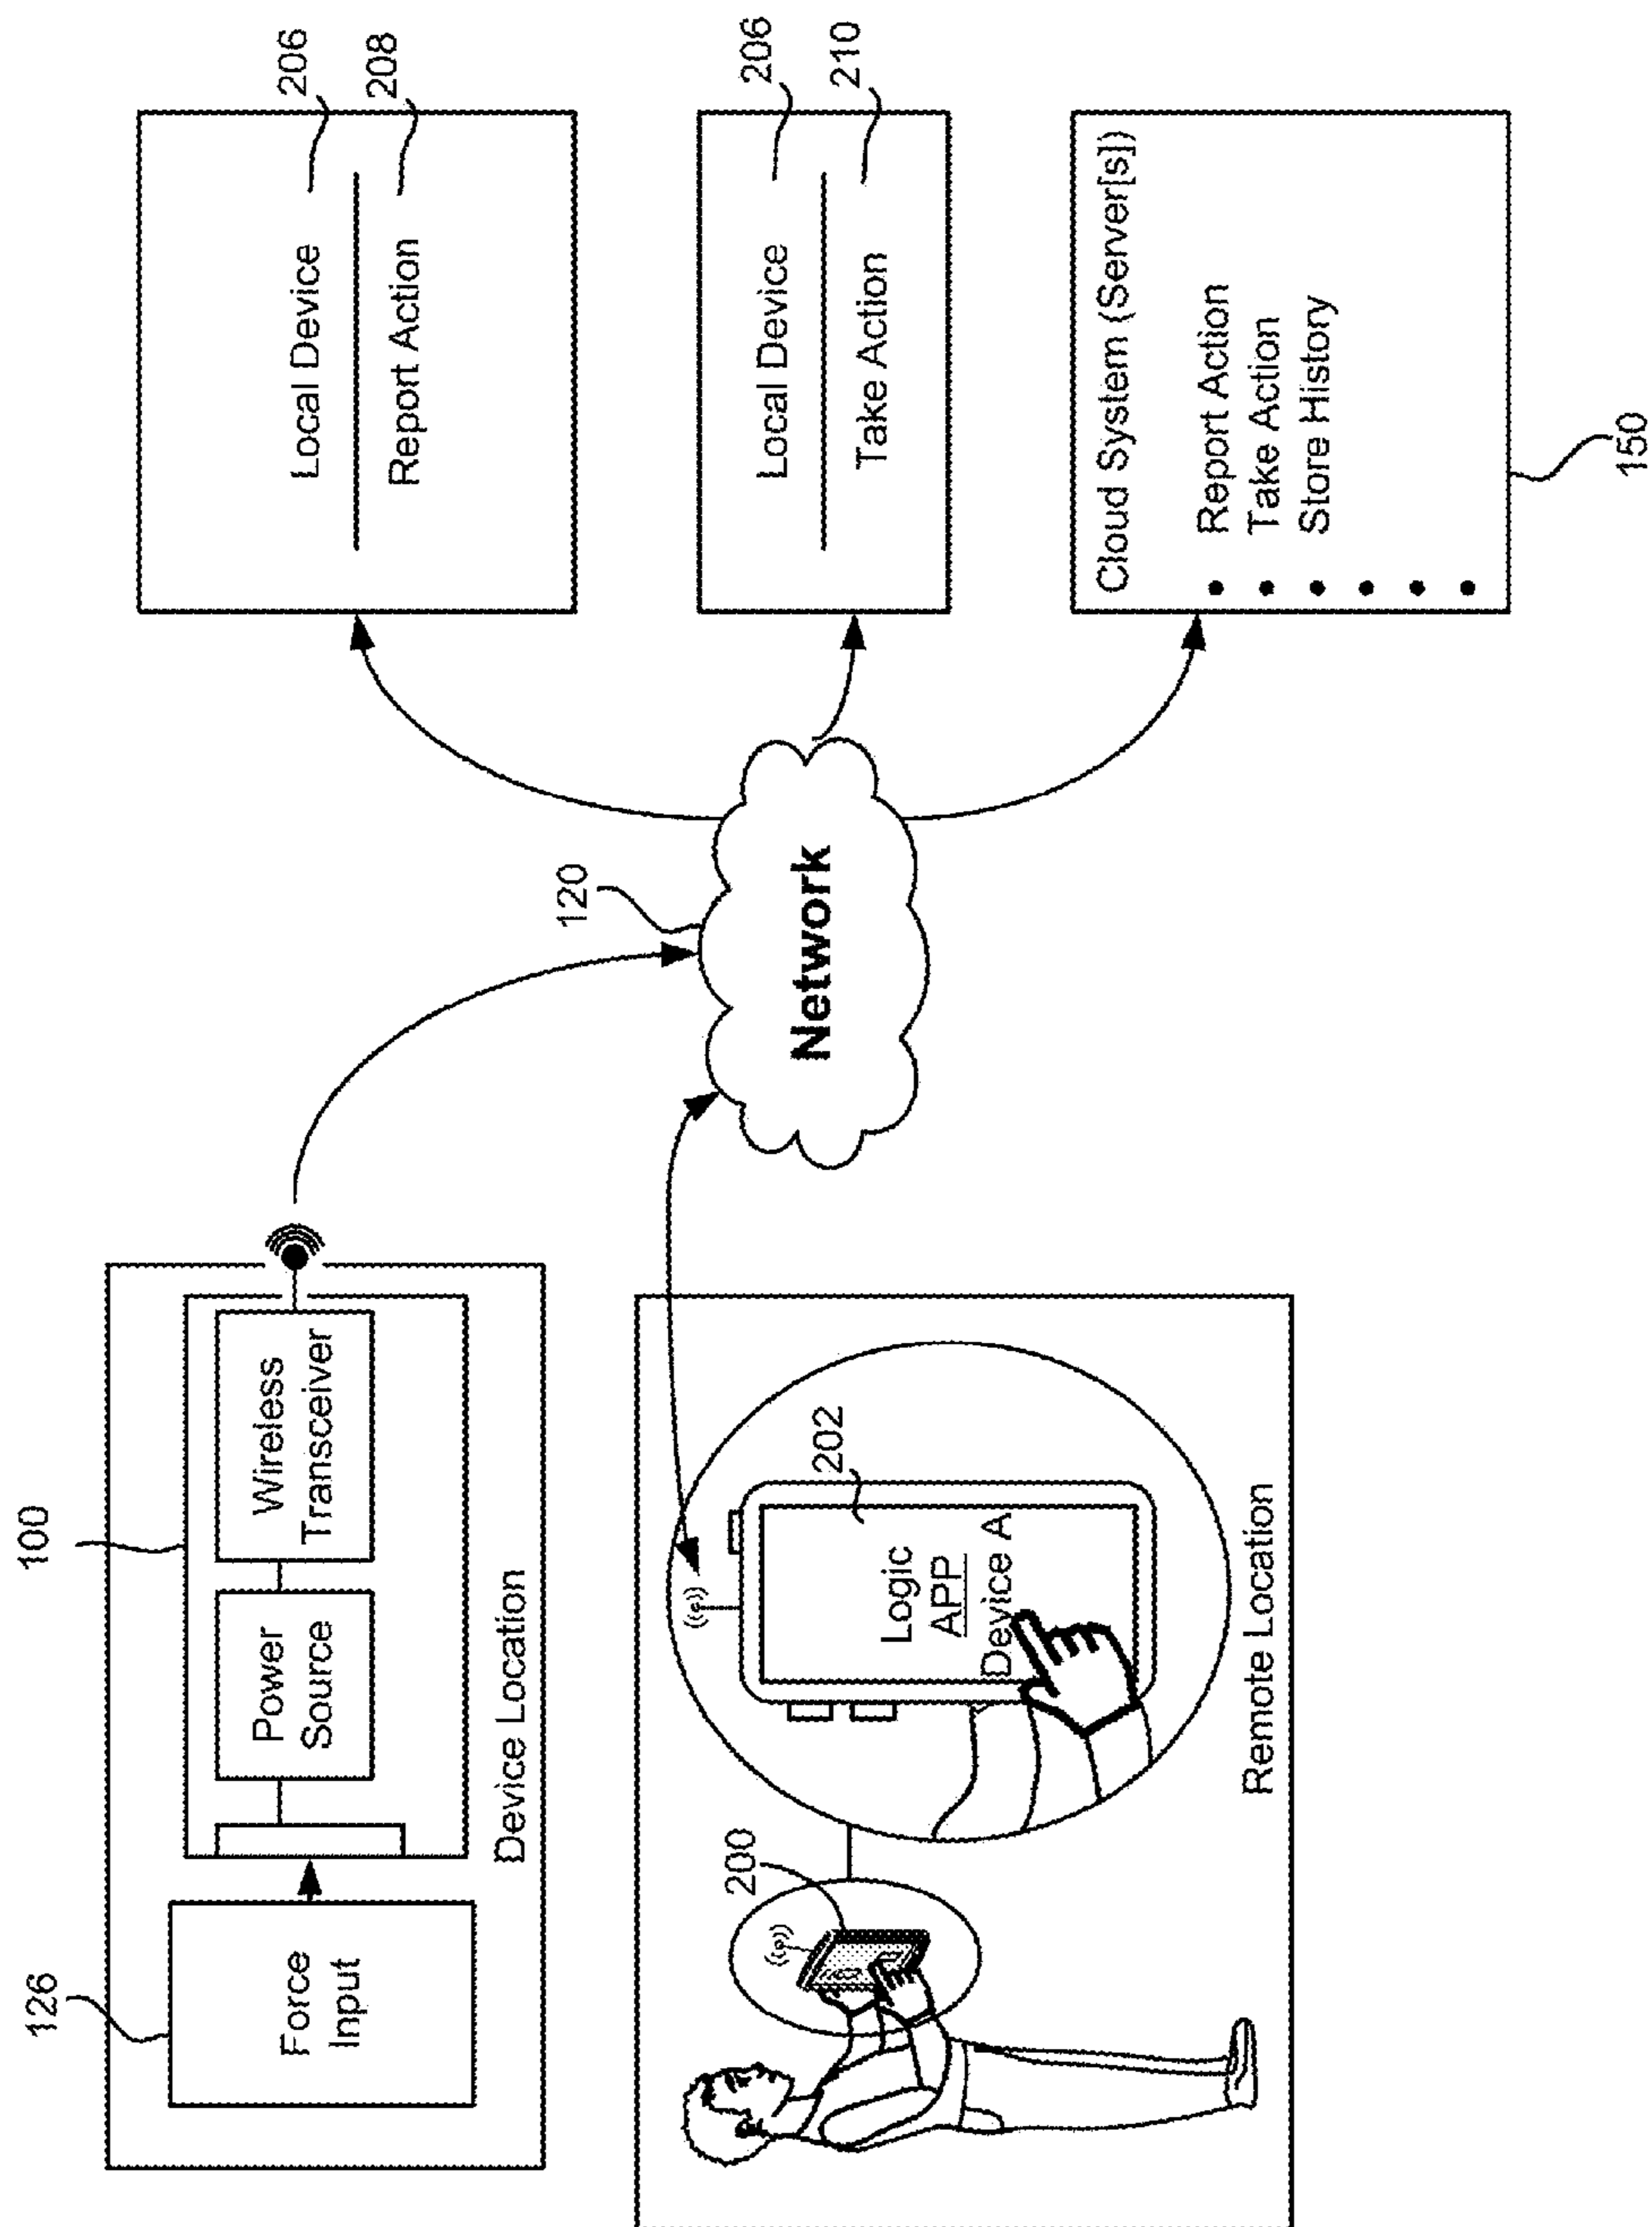 126
Force
Input
100
Power
Source
Wireless
Transceiver
Device Location
200
202
Logic
APP
Device A
Remote Location
120
Network
206
Local Device
208
Report Action
206
Local Device
210
Take Action
Cloud System (Server[s])
• Report Action
• Take Action
• Store History
•
•
•
150